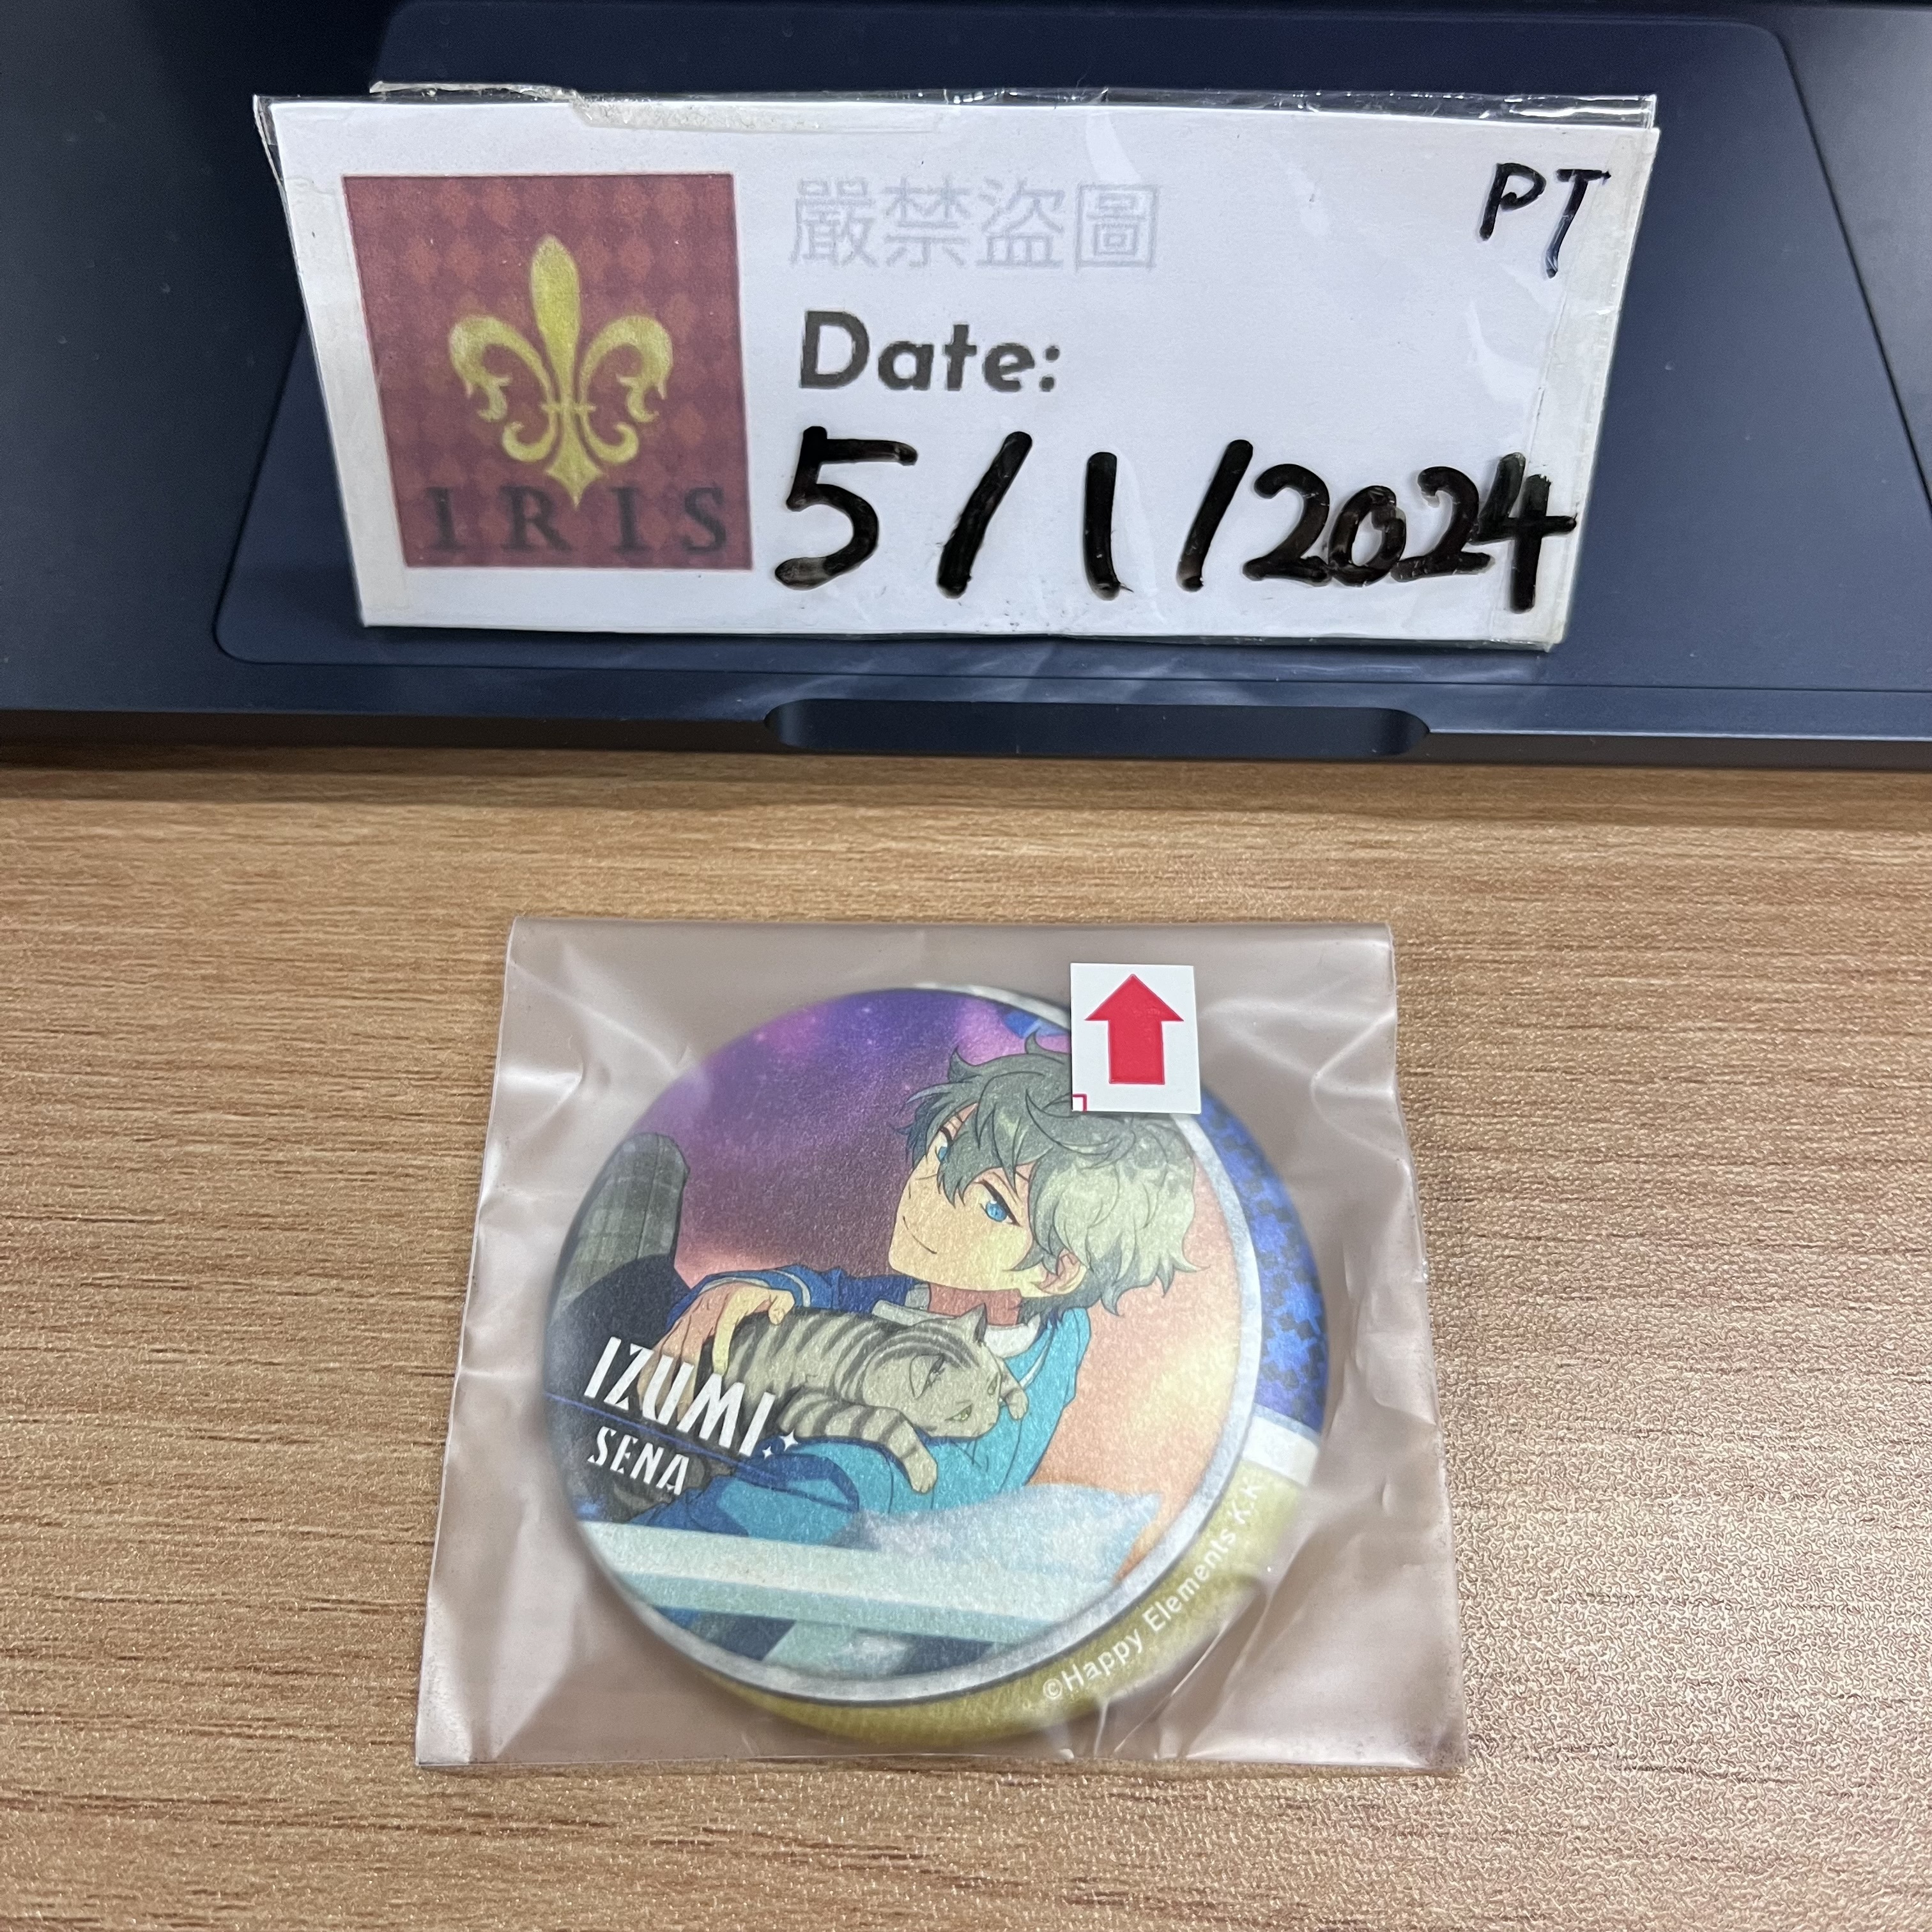 嚴禁盜圖
PT
Date:
5/1/2024
IRIS
IZUMI
SENA
©Happy Elements K.K